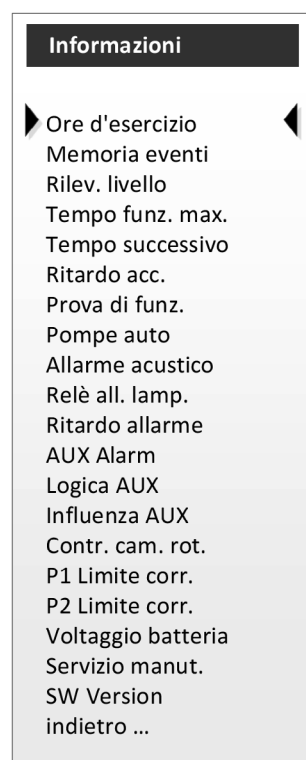 Informazioni
Ore d'esercizio
Memoria eventi
Rilev. livello
Tempo funz. max.
Tempo successivo
Ritardo acc.
Prova di funz.
Pompe auto
Allarme acustico
Relè all. lamp.
Ritardo allarme
AUX Alarm
Logica AUX
Influenza AUX
Contr. cam. rot.
P1 Limite corr.
P2 Limite corr.
Voltaggio batteria
Servizio manut.
SW Version
indietro ...